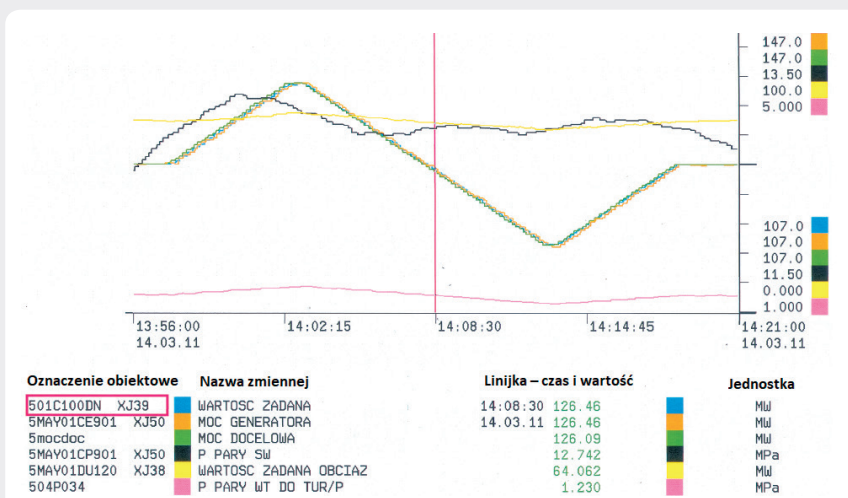 147.0
147.0
13.50
100.0
5.000
107.0
107.0
107.0
11.50
0.000
1.000
13:56:00 14:02:15 14:08:30 14:14:45 14:21:00
14.03.11 14.03.11
Oznaczenie obiektowe Nazwa zmiennej Linijka – czas i wartość Jednostka
501C100DN XJ39 WARTOSC ZADANA 14:08:30 126.46 MW
5MAY01CE901 XJ50 MOC GENERATORA 14.03.11 126.46 MW
5mocdoc MOC DOCELOWA 126.09 MW
5MAY01CP901 XJ50 P PARY SW 12.742 MPa
5MAY01DU120 XJ38 WARTOSC ZADANA OBCIAZ 64.062 MW
504P034 P PARY WT DO TUR/P 1.230 MPa